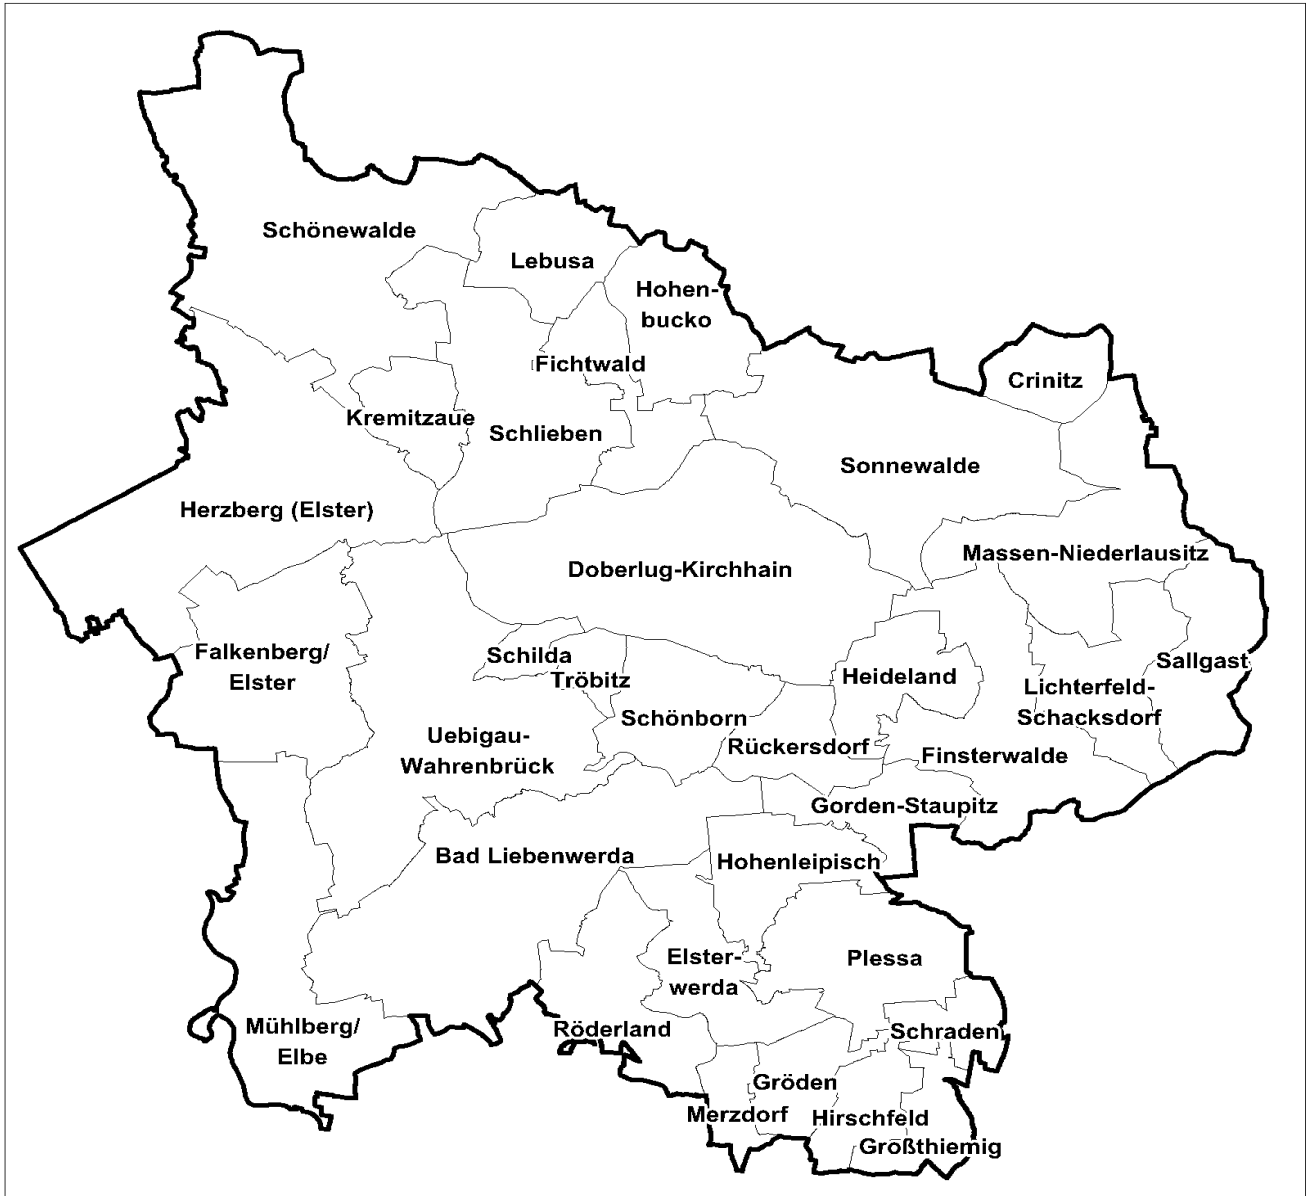 Schönewalde
Lebusa
Hohen-
bucko
Fichtwald
Crinitz
Kremitzaue
Schlieben
Sonnewalde
Herzberg (Elster)
Massen-Niederlausitz
Doberlug-Kirchhain
Falkenberg/
Elster
Schilda
Tröbitz
Heideland
Sallgast
Lichterfeld-
Schacksdorf
Schönborn
Uebigau-
Wahrenbrück
Rückersdorf
Finsterwalde
Gorden-Staupitz
Bad Liebenwerda
Hohenleipisch
Elster-
werda
Plessa
Mühlberg/
Elbe
Röderland
Schraden
Gröden
Merzdorf
Hirschfeld
Großthiemig